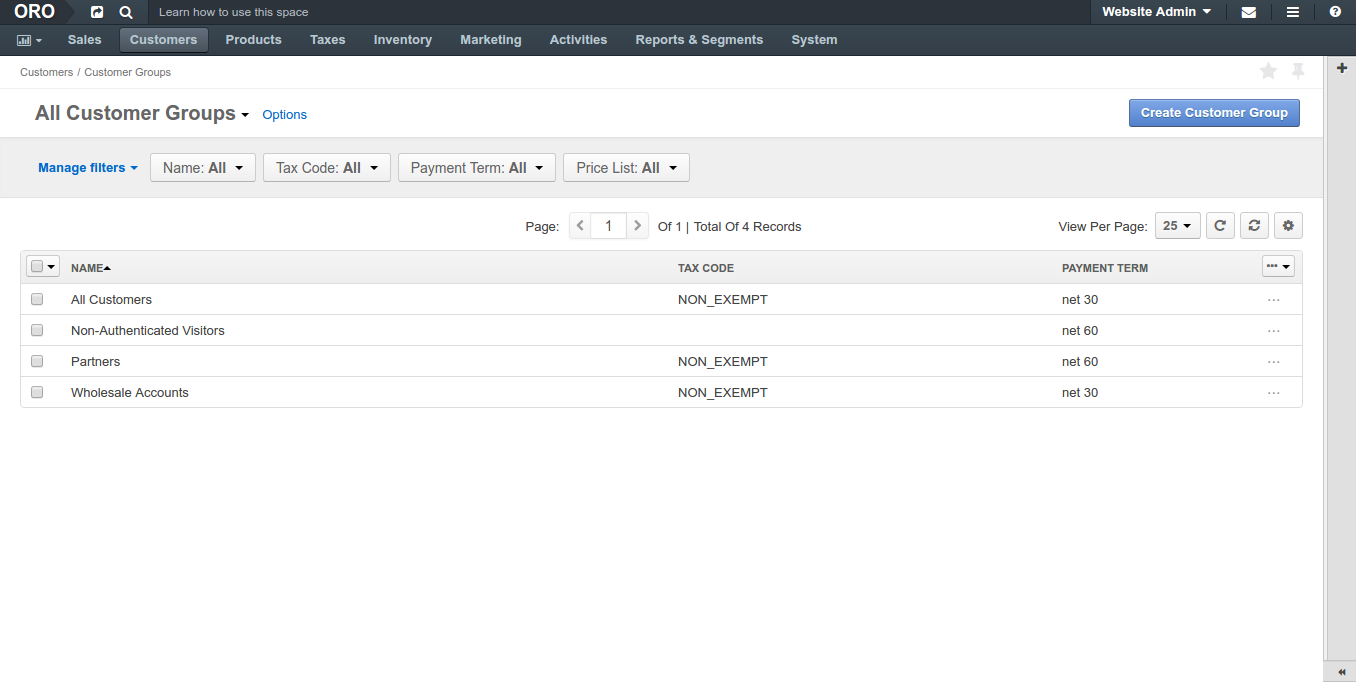 ORO Learn how to use this space Website Admin
Sales Customers Products Taxes Inventory Marketing Activities Reports & Segments System
Customers / Customer Groups
All Customer Groups Options Create Customer Group
Manage filters Name: All Tax Code: All Payment Term: All Price List: All
Page: 1 Of 1 | Total Of 4 Records View Per Page: 25
NAME TAX CODE PAYMENT TERM
All Customers NON_EXEMPT net 30
Non-Authenticated Visitors net 60
Partners NON_EXEMPT net 60
Wholesale Accounts NON_EXEMPT net 30